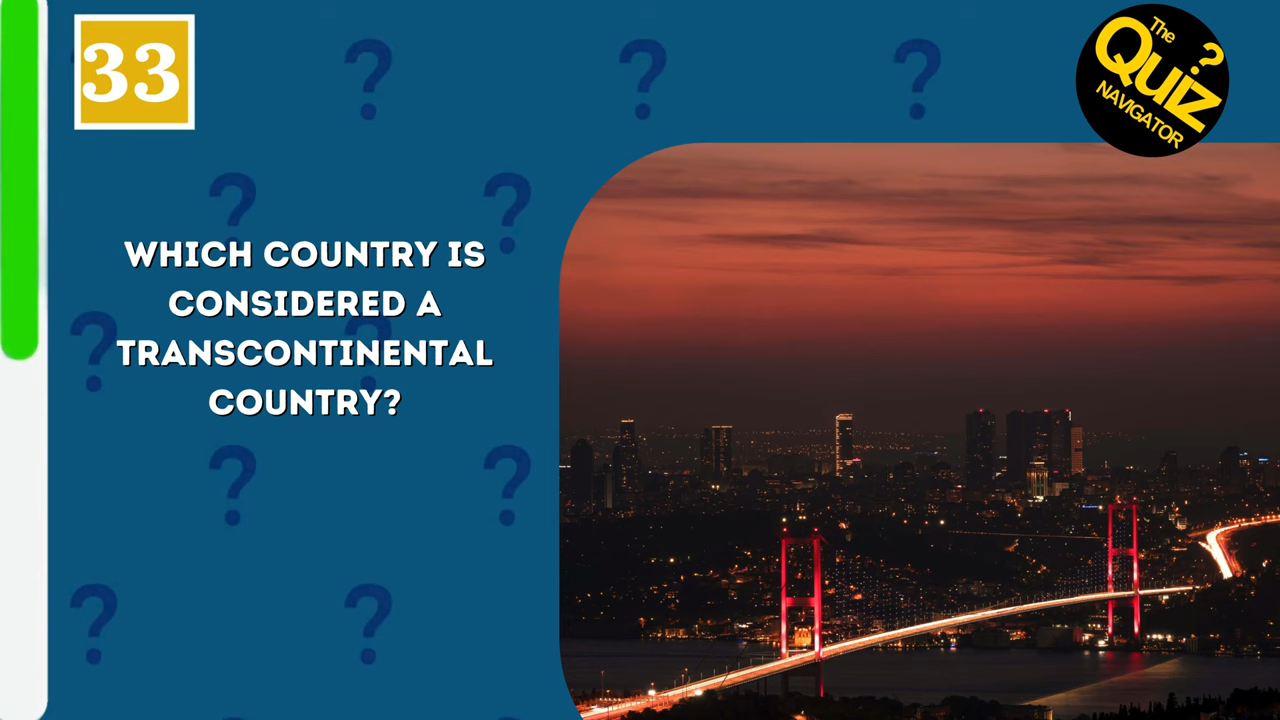 33
The
Quiz
NAVIGATOR
?
WHICH COUNTRY IS
CONSIDERED A
TRANSCONTINENTAL
COUNTRY?